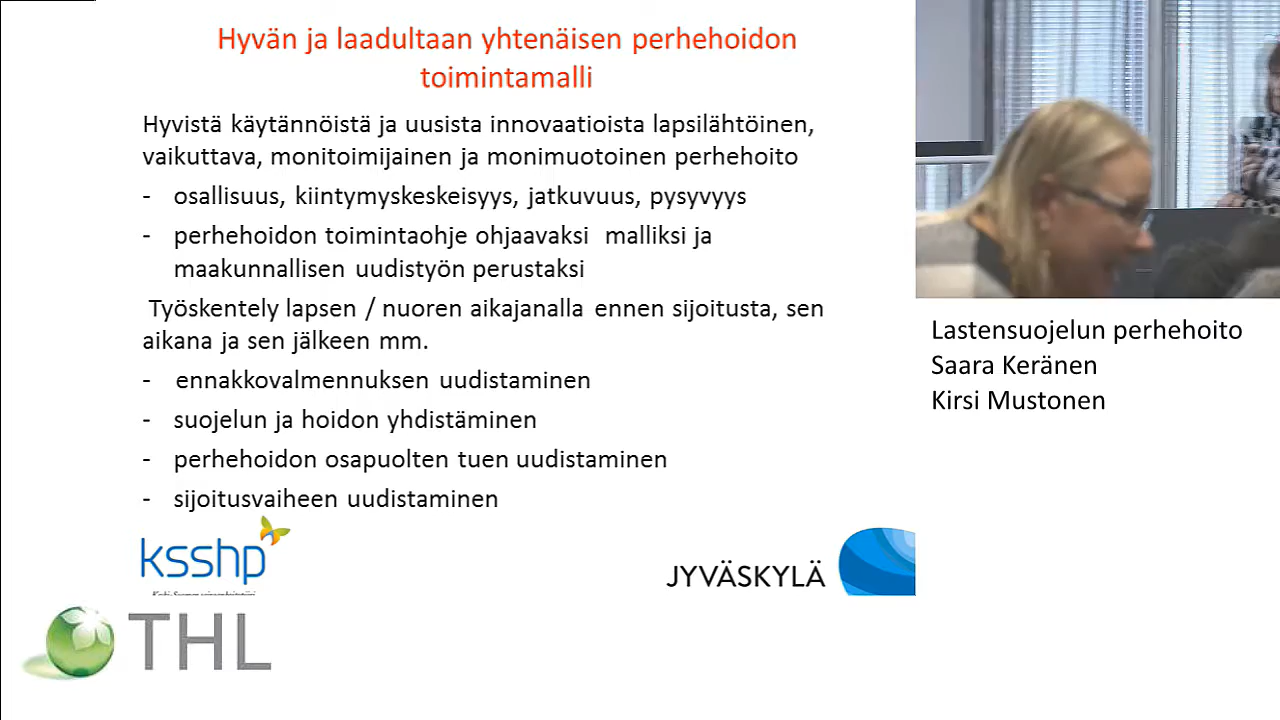 Hyvän ja laadultaan yhtenäisen perhehoidon
toimintamalli
Hyvistä käytännöistä ja uusista innovaatioista lapsilähtöinen,
vaikuttava, monitoimijainen ja monimuotoinen perhehoito
- osallisuus, kiintymyskeskeisyys, jatkuvuus, pysyvyys
- perhehoidon toimintaohje ohjaavaksi malliksi ja
maakunnallisen uudistyön perustaksi
Työskentely lapsen / nuoren aikajanalla ennen sijoitusta, sen
aikana ja sen jälkeen mm.
- ennakkovalmennuksen uudistaminen
- suojelun ja hoidon yhdistäminen
- perhehoidon osapuolten tuen uudistaminen
- sijoitusvaiheen uudistaminen
ksshp
JYVÄSKYLÄ
THL
Lastensuojelun perhehoito
Saara Keränen
Kirsi Mustonen